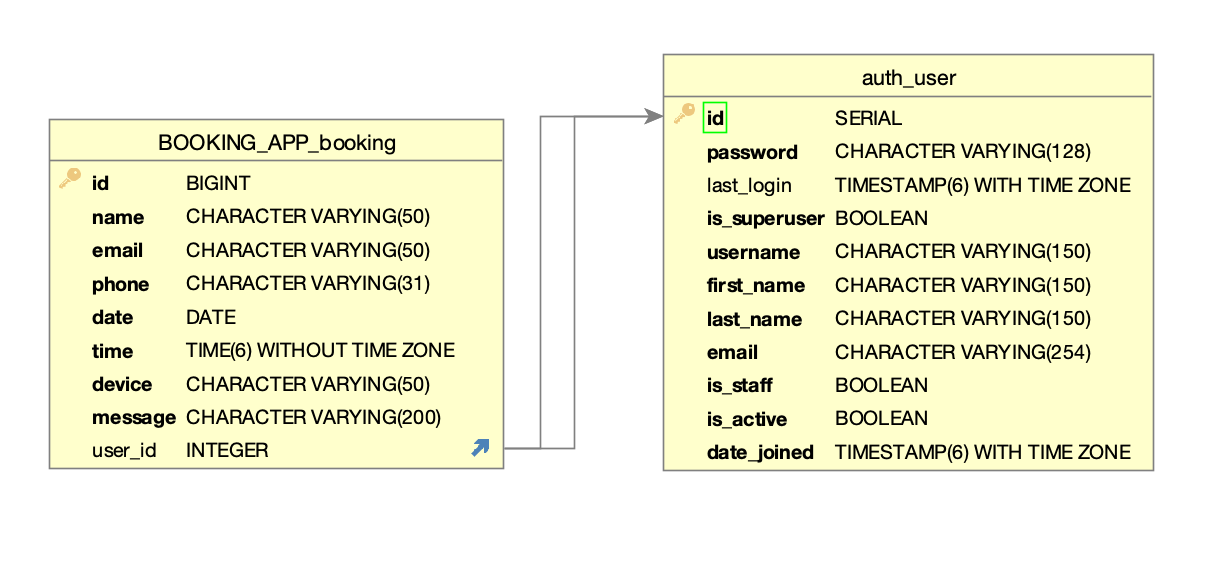 BOOKING_APP_booking
id BIGINT
name CHARACTER VARYING(50)
email CHARACTER VARYING(50)
phone CHARACTER VARYING(31)
date DATE
time TIME(6) WITHOUT TIME ZONE
device CHARACTER VARYING(50)
message CHARACTER VARYING(200)
user_id INTEGER
auth_user
id SERIAL
password CHARACTER VARYING(128)
last_login TIMESTAMP(6) WITH TIME ZONE
is_superuser BOOLEAN
username CHARACTER VARYING(150)
first_name CHARACTER VARYING(150)
last_name CHARACTER VARYING(150)
email CHARACTER VARYING(254)
is_staff BOOLEAN
is_active BOOLEAN
date_joined TIMESTAMP(6) WITH TIME ZONE